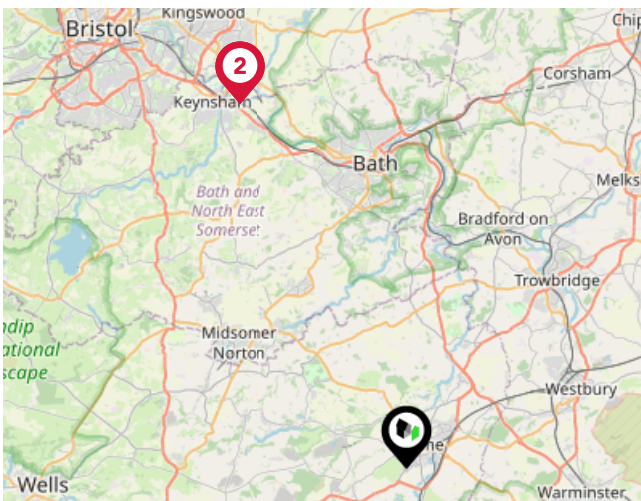 Kingswood
Bristol
Chip
2
Corsham
Keynsham
Bath
Melks
Bath and
North East
Somerset
Bradford on
Avon
Trowbridge
ndip
ational
scape
Midsomer
Norton
Westbury
me
Wells
Warminster